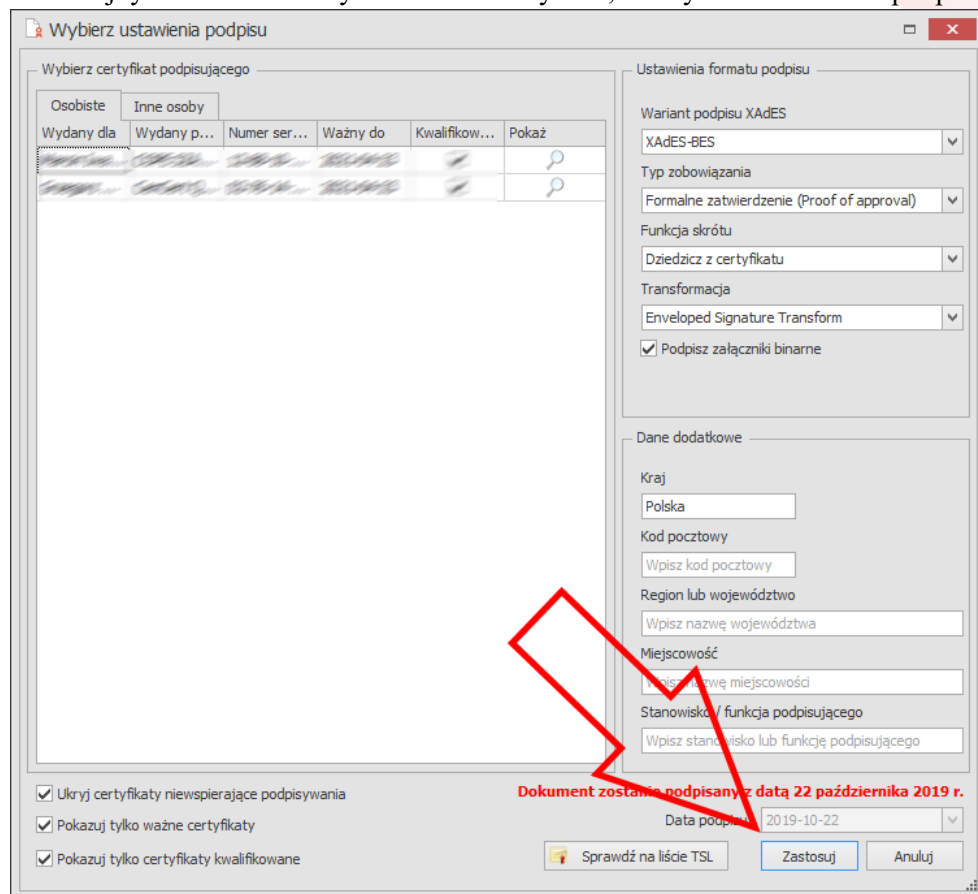 Wybierz ustawienia podpisu
Wybierz certyfikat podpisującego
Osobiste Inne osoby
Wydany dla Wydany p... Numer ser... Ważny do Kwalifikow... Pokaż
Ustawienia formatu podpisu
Wariant podpisu XAdES
XAdES-BES
Typ zobowiązania
Formalne zatwierdzenie (Proof of approval)
Funkcja skrótu
Dziedzicz z certyfikatu
Transformacja
Enveloped Signature Transform
Podpisz załączniki binarne
Dane dodatkowe
Kraj
Polska
Kod pocztowy
Wpisz kod pocztowy
Region lub województwo
Wpisz nazwę województwa
Miejscowość
Wpisz nazwę miejscowości
Stanowisko / funkcja podpisującego
Wpisz stanowisko lub funkcję podpisującego
Ukryj certyfikaty niewspierające podpisywania
Pokazuj tylko ważne certyfikaty
Pokazuj tylko certyfikaty kwalifikowane
Dokument zostanie podpisany z datą 22 października 2019 r.
Data podpisu 2019-10-22
Sprawdź na liście TSL Zastosuj Anuluj